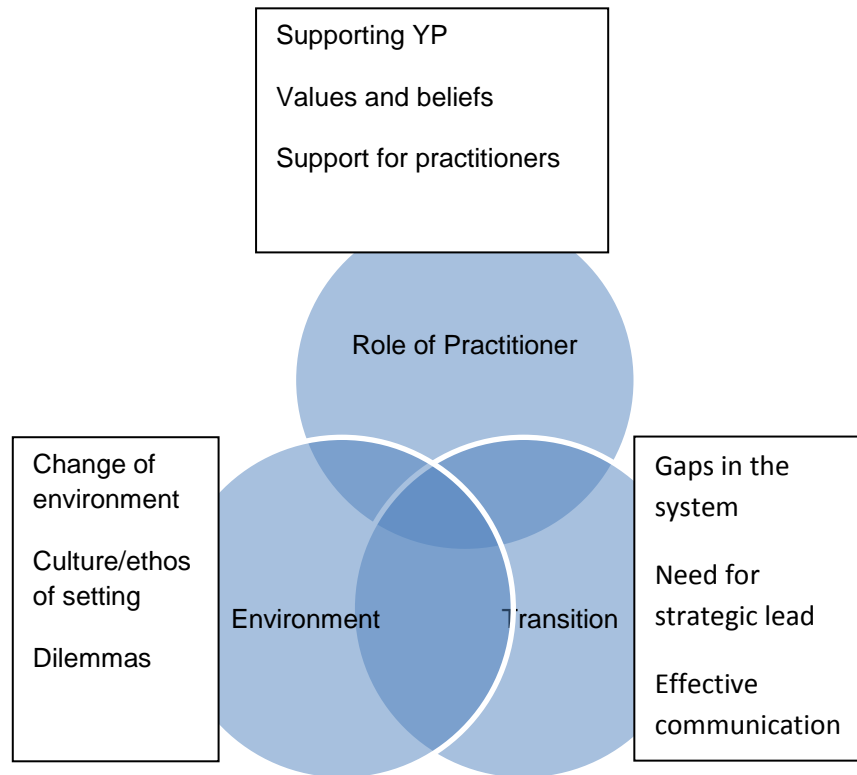 Supporting YP
Values and beliefs
Support for practitioners
Role of Practitioner
Change of
environment
Culture/ethos
of setting
Dilemmas
Environment
Transition
Gaps in the
system
Need for
strategic lead
Effective
communication